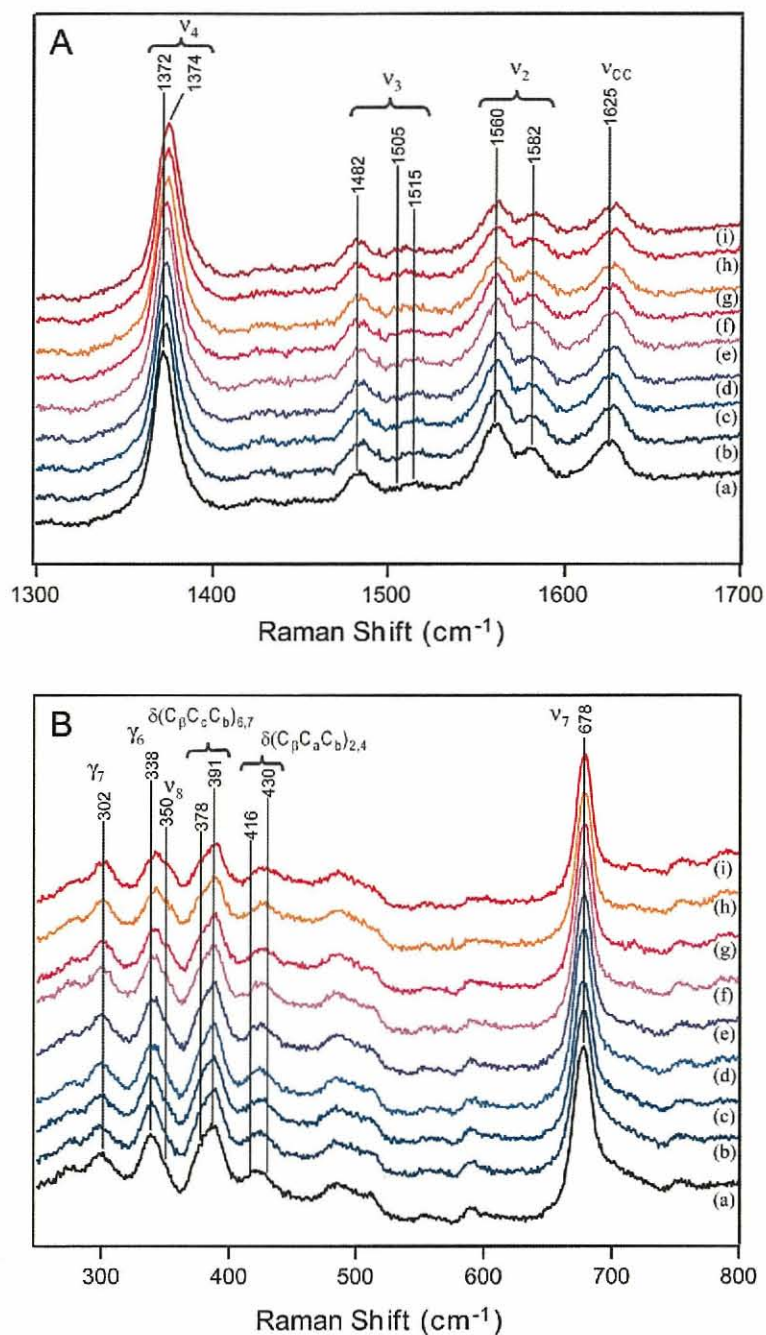 A
ν4
1372
1374
ν3
ν2
νCC
1482
1505
1515
1560
1582
1625
(i)
(h)
(g)
(f)
(e)
(d)
(c)
(b)
(a)
1300
1400
1500
1600
1700
Raman Shift (cm-1)
B
γ7
γ6
δ(CβCcCb)6,7
δ(CβCaCb)2,4
ν7
302
338
350
ν8
378
391
416
430
678
(i)
(h)
(g)
(f)
(e)
(d)
(c)
(b)
(a)
300
400
500
600
700
800
Raman Shift (cm-1)